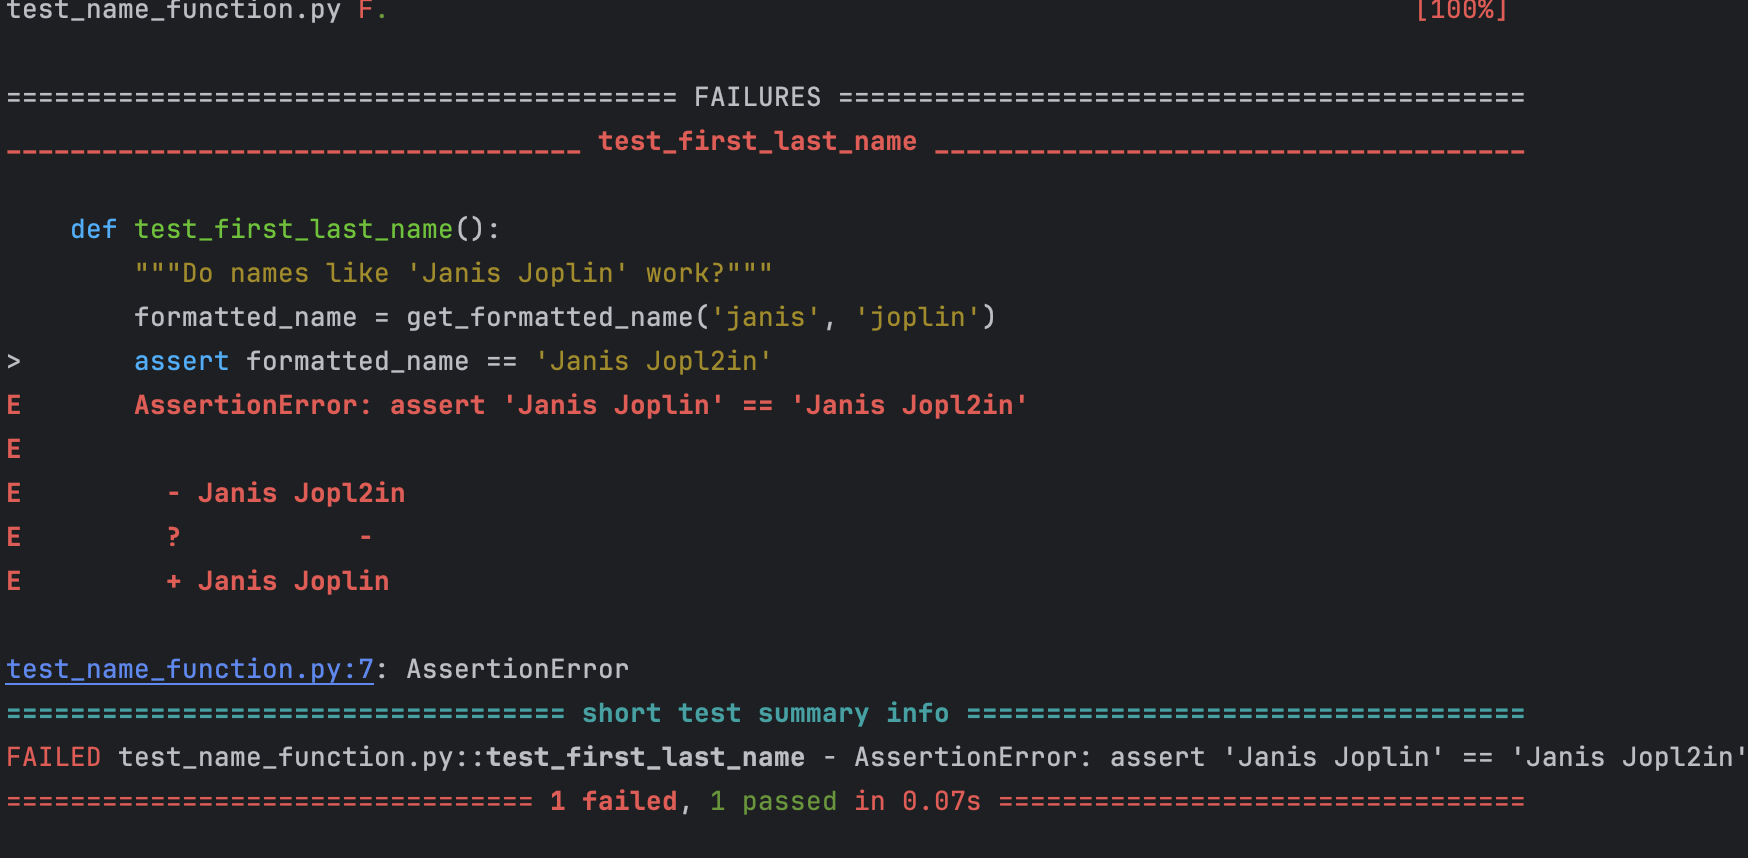 test_name_function.py F. [100%]
========================================== FAILURES ===========================================
____________________________________ test_first_last_name _____________________________________
def test_first_last_name():
"""Do names like 'Janis Joplin' work?"""
formatted_name = get_formatted_name('janis', 'joplin')
> assert formatted_name == 'Janis Jopl2in'
E AssertionError: assert 'Janis Joplin' == 'Janis Jopl2in'
E
E - Janis Jopl2in
E ? -
E + Janis Joplin
test_name_function.py:7: AssertionError
=================================== short test summary info ===================================
FAILED test_name_function.py::test_first_last_name - AssertionError: assert 'Janis Joplin' == 'Janis Jopl2in'
================================= 1 failed, 1 passed in 0.07s =================================